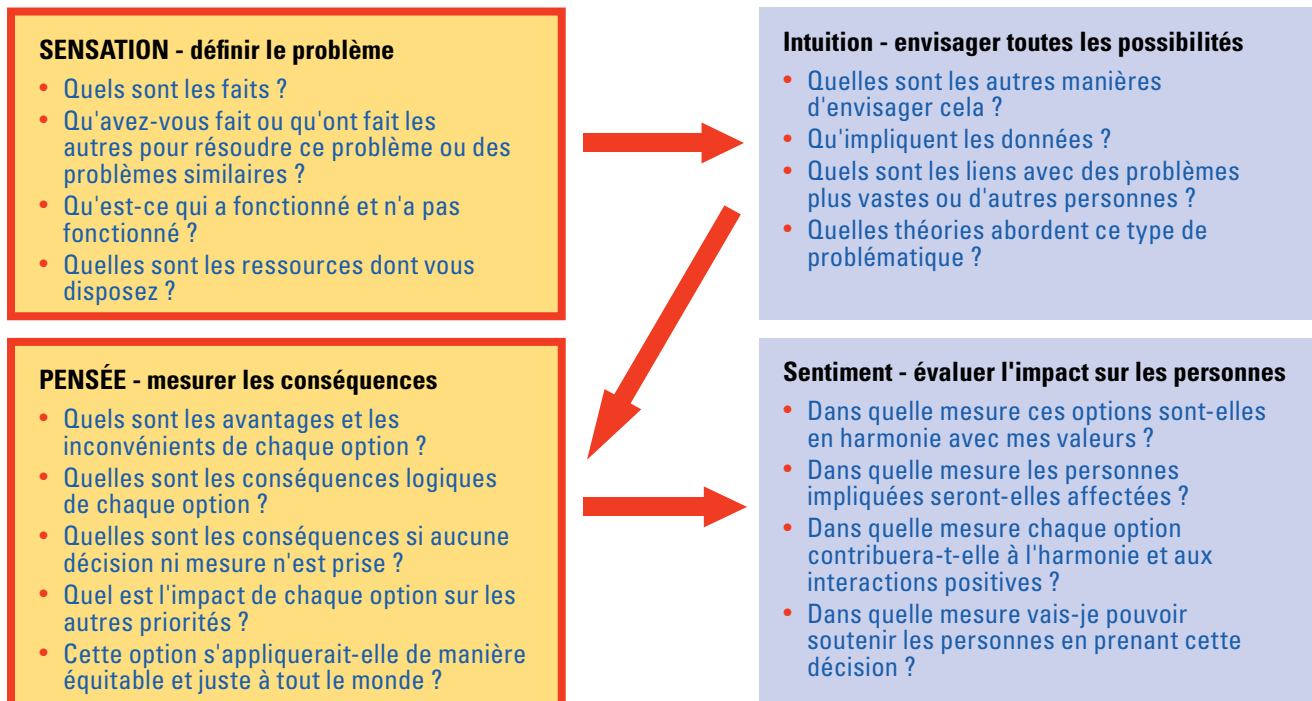 SENSATION - définir le problème
• Quels sont les faits ?
• Qu'avez-vous fait ou qu'ont fait les
autres pour résoudre ce problème ou des
problèmes similaires ?
• Qu'est-ce qui a fonctionné et n'a pas
fonctionné ?
• Quelles sont les ressources dont vous
disposez ?
Intuition - envisager toutes les possibilités
• Quelles sont les autres manières
d'envisager cela ?
• Qu'impliquent les données ?
• Quels sont les liens avec des problèmes
plus vastes ou d'autres personnes ?
• Quelles théories abordent ce type de
problématique ?
PENSÉE - mesurer les conséquences
• Quels sont les avantages et les
inconvénients de chaque option ?
• Quelles sont les conséquences logiques
de chaque option ?
• Quelles sont les conséquences si aucune
décision ni mesure n'est prise ?
• Quel est l'impact de chaque option sur les
autres priorités ?
• Cette option s'appliquerait-elle de manière
équitable et juste à tout le monde ?
Sentiment - évaluer l'impact sur les personnes
• Dans quelle mesure ces options sont-elles
en harmonie avec mes valeurs ?
• Dans quelle mesure les personnes
impliquées seront-elles affectées ?
• Dans quelle mesure chaque option
contribuera-t-elle à l'harmonie et aux
interactions positives ?
• Dans quelle mesure vais-je pouvoir
soutenir les personnes en prenant cette
décision ?